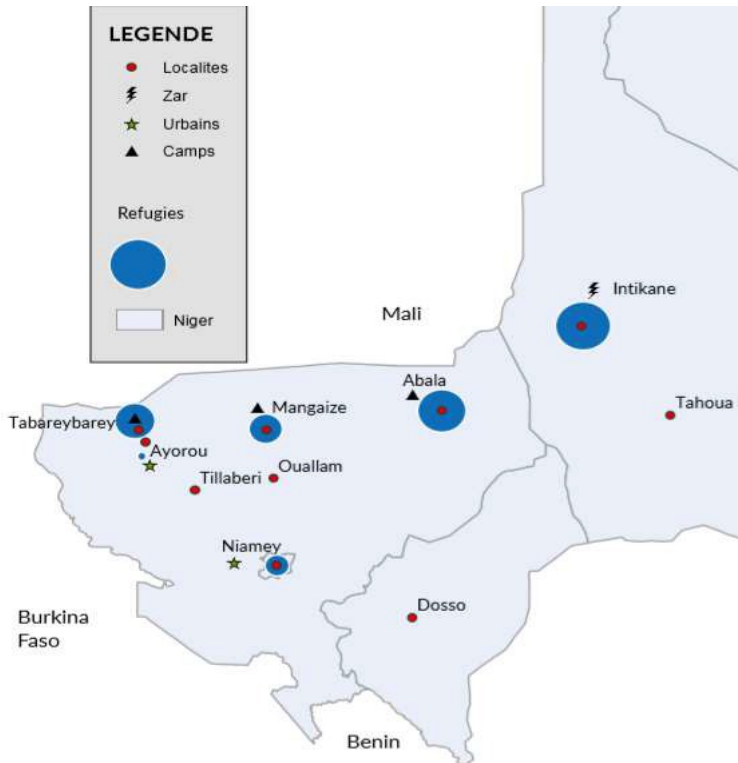 LEGENDE
Localites
Zar
Urbains
Camps
Refugies
Niger
Mali
Intikane
Abala
Tahoua
Mangaize
Tabareybarey
Ayorou
Ouallam
Tillaberi
Niamey
Dosso
Burkina
Faso
Benin